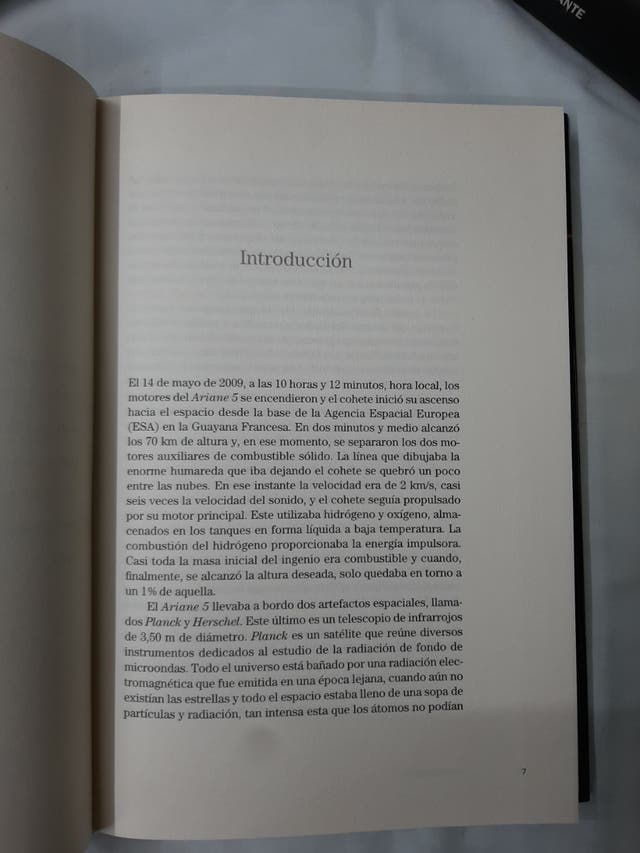 ANTE
Introducción
El 14 de mayo de 2009, a las 10 horas y 12 minutos, hora local, los
motores del Ariane 5 se encendieron y el cohete inició su ascenso
hacia el espacio desde la base de la Agencia Espacial Europea
(ESA) en la Guayana Francesa. En dos minutos y medio alcanzó
los 70 km de altura y, en ese momento, se separaron los dos mo-
tores auxiliares de combustible sólido. La línea que dibujaba la
enorme humareda que iba dejando el cohete se quebró un poco
entre las nubes. En ese instante la velocidad era de 2 km/s, casi
seis veces la velocidad del sonido, y el cohete seguía propulsado
por su motor principal. Este utilizaba hidrógeno y oxígeno, alma-
cenados en los tanques en forma líquida a baja temperatura. La
combustión del hidrógeno proporcionaba la energía impulsora.
Casi toda la masa inicial del ingenio era combustible y cuando,
finalmente, se alcanzó la altura deseada, solo quedaba en torno a
un 1% de aquella.
El Ariane 5 llevaba a bordo dos artefactos espaciales, llama-
dos Planck y Herschel. Este último es un telescopio de infrarrojos
de 3,50 m de diámetro. Planck es un satélite que reúne diversos
instrumentos dedicados al estudio de la radiación de fondo de
microondas. Todo el universo está bañado por una radiación elec-
tromagnética que fue emitida en una época lejana, cuando aún no
existían las estrellas y todo el espacio estaba lleno de una sopa de
partículas y radiación, tan intensa esta que los átomos no podían
7